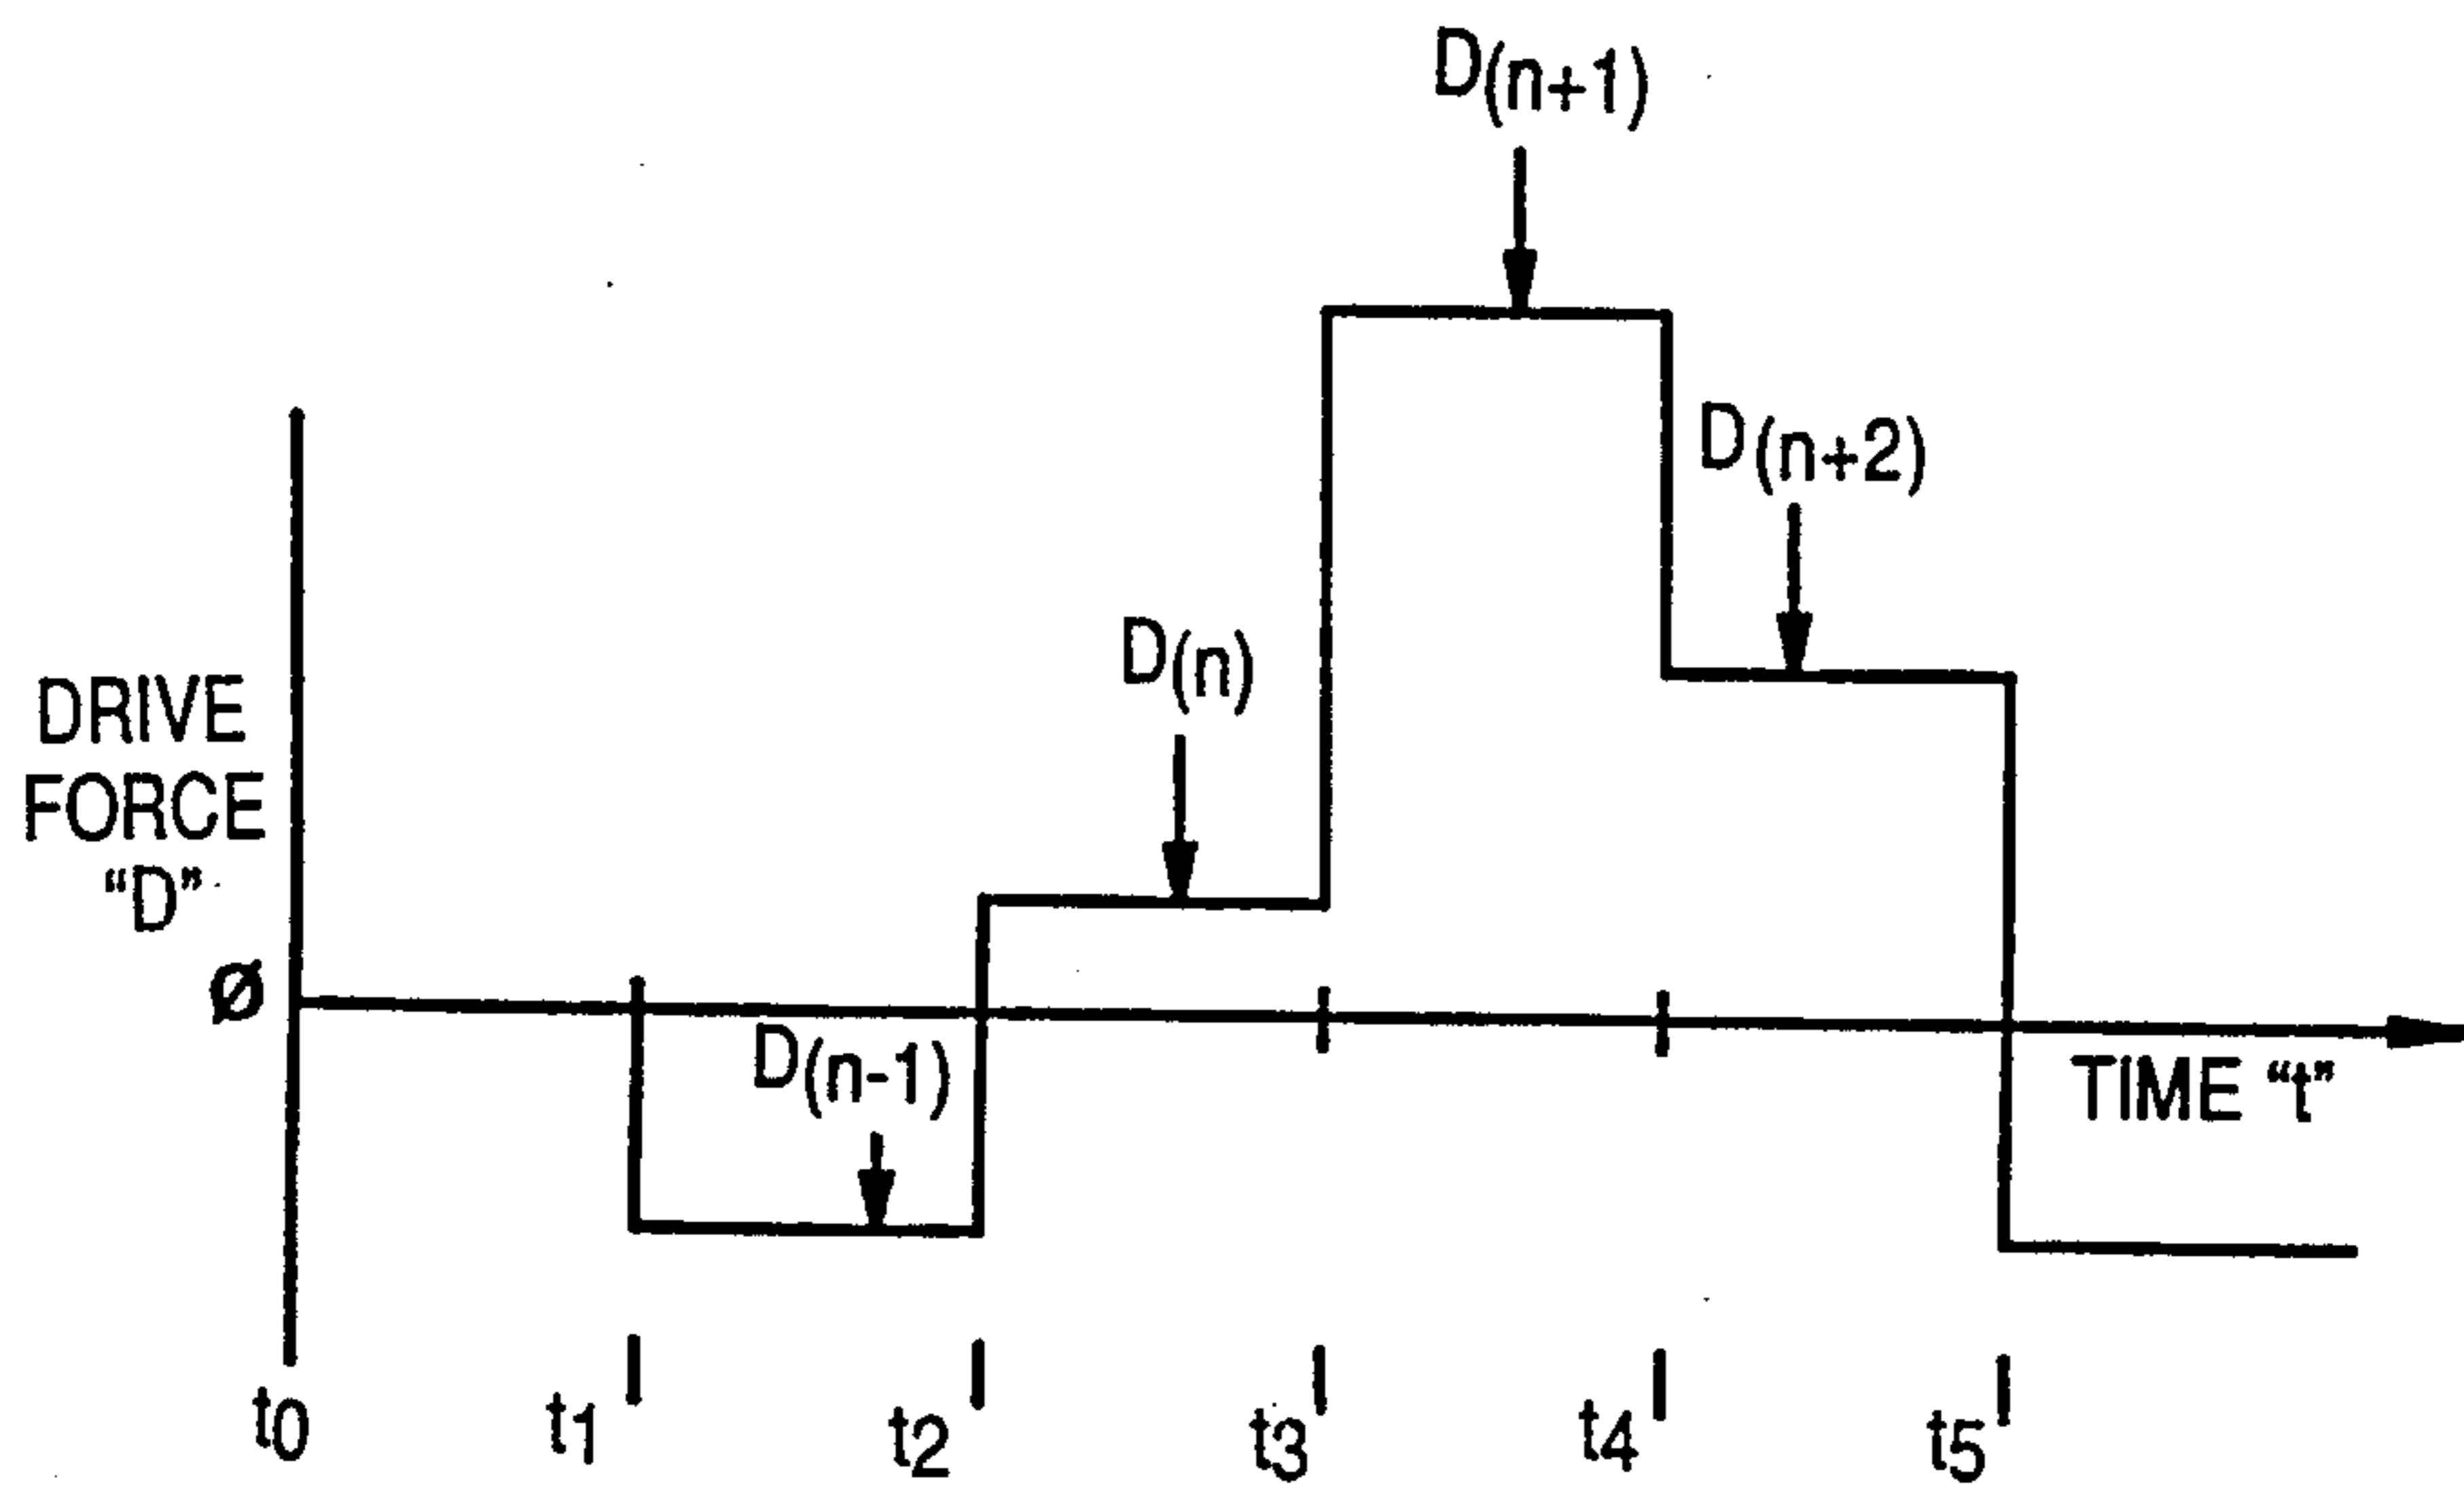 D(n+1)
D(n+2)
D(n)
DRIVE
FORCE
“D”
Ø
D(n-1)
TIME “t”
t0
t1
t2
t3
t4
t5